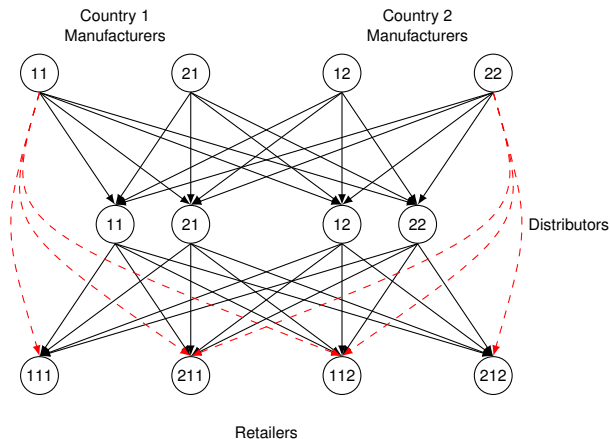 Country 1
Manufacturers
Country 2
Manufacturers
11
21
12
22
11
21
12
22
Distributors
111
211
112
212
Retailers